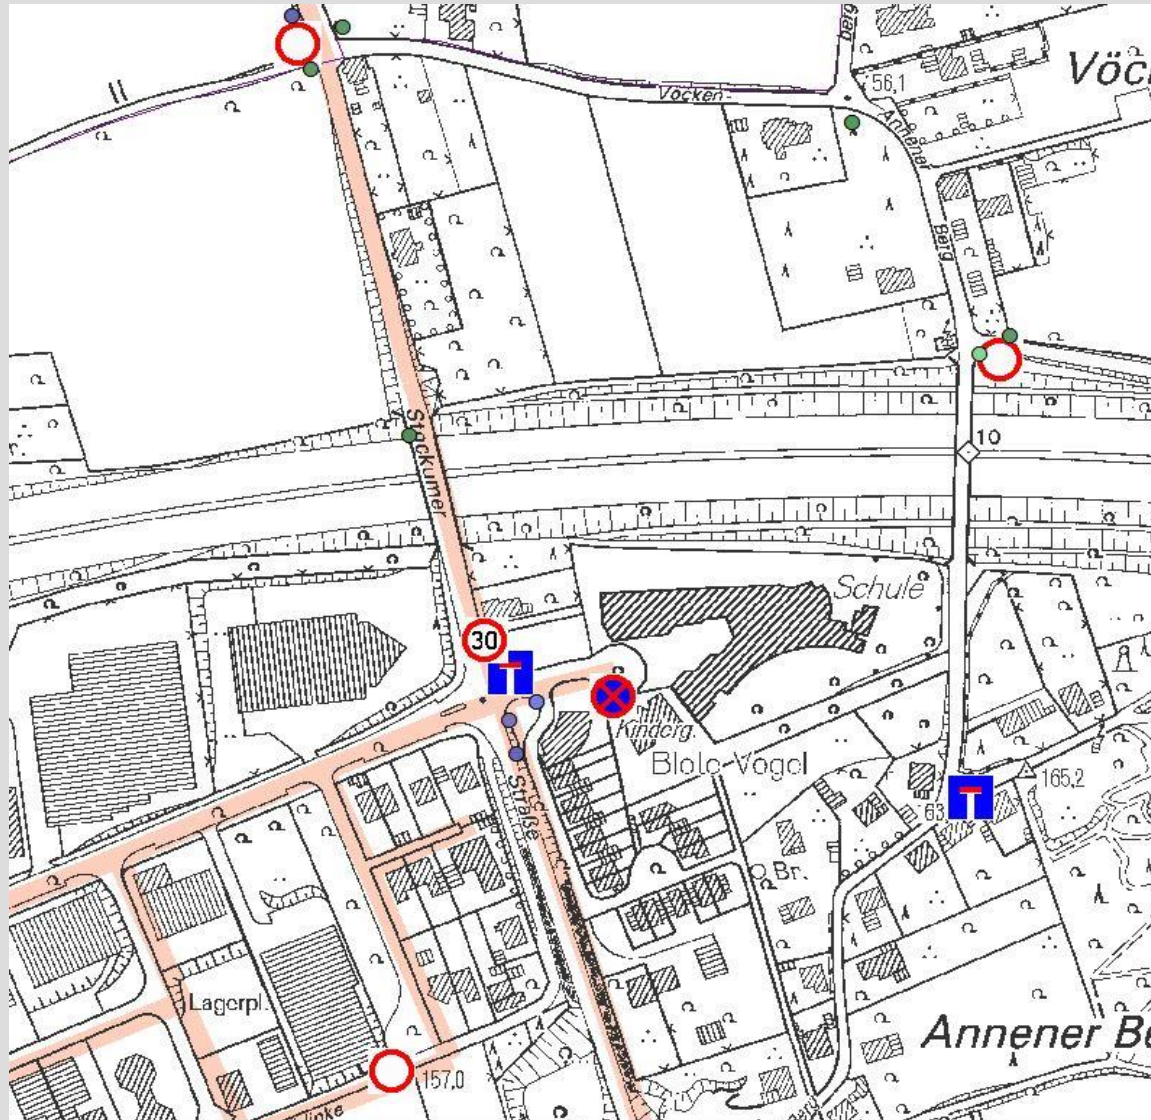 berg
Vöc
56,1
Vöcken-
Annener
Berg
10
Stockumer
Schule
30
Kinderg.
Blote Vogel
165,2
Straße
63
Br.
Lagerpl.
Annener Be
157,0